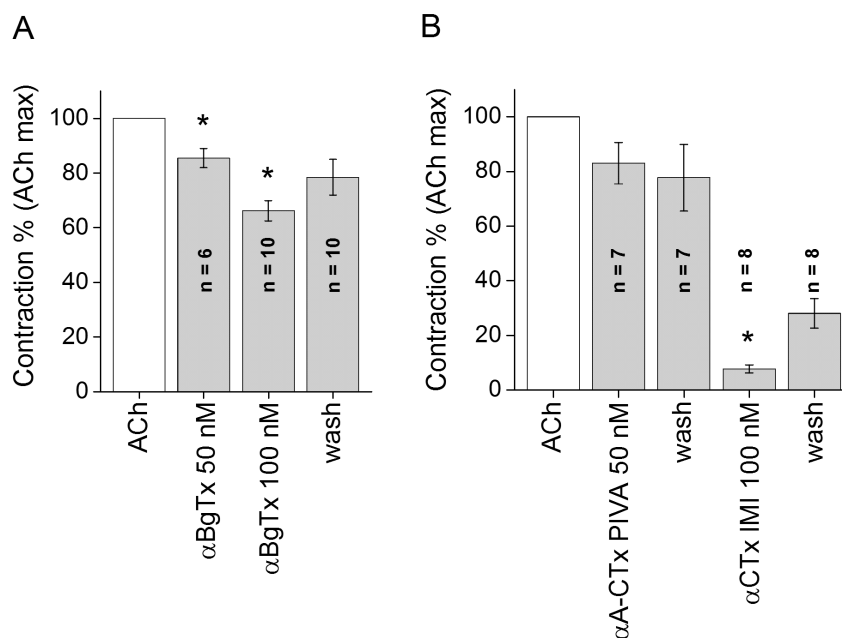 A
Contraction % (ACh max)
100
80
60
40
20
0
*
*
n = 6
n = 10
n = 10
ACh
αBgTx 50 nM
αBgTx 100 nM
wash
B
Contraction % (ACh max)
100
80
60
40
20
0
n = 7
n = 7
n = 8
n = 8
*
ACh
αA-CTx PIVA 50 nM
wash
αCTx IMI 100 nM
wash